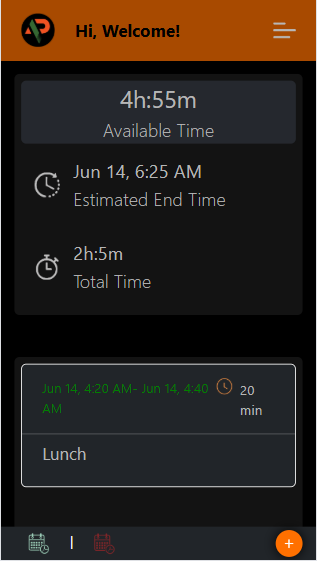 Hi, Welcome!
4h:55m
Available Time
Jun 14, 6:25 AM
Estimated End Time
2h:5m
Total Time
Jun 14, 4:20 AM- Jun 14, 4:40
AM
20
min
Lunch
|
+